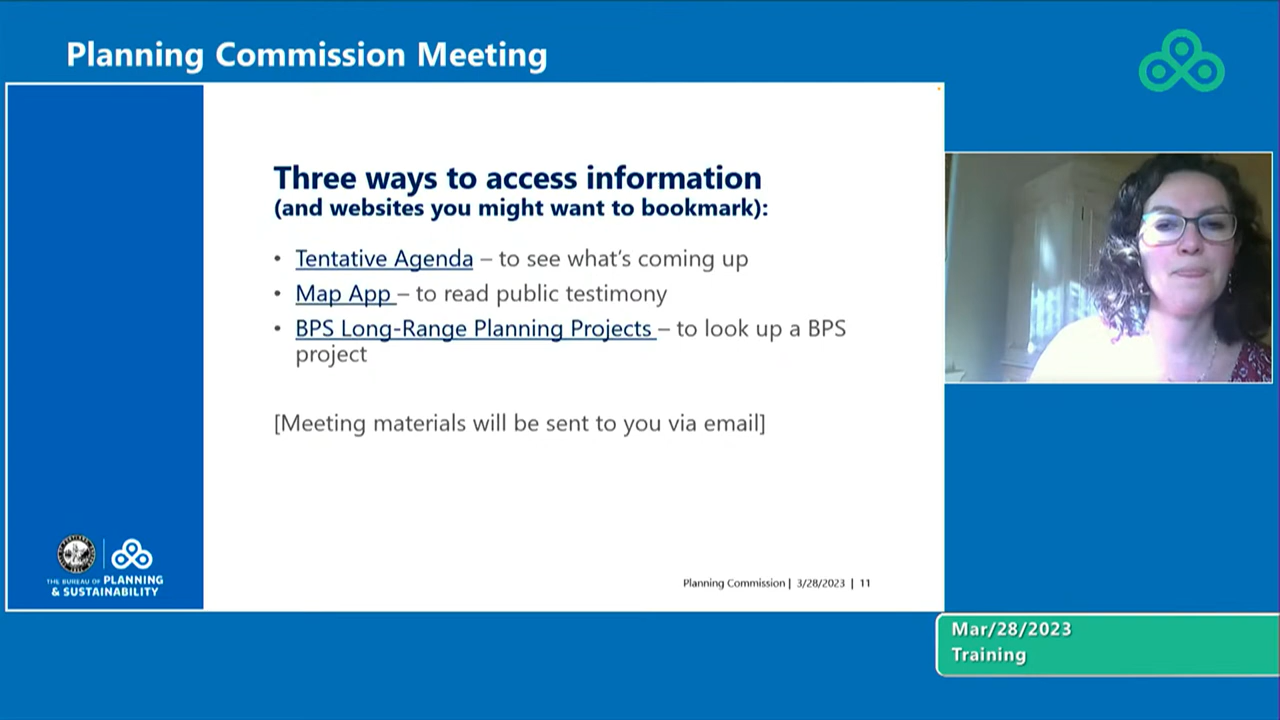 Planning Commission Meeting
Three ways to access information
(and websites you might want to bookmark):
• Tentative Agenda – to see what's coming up
• Map App – to read public testimony
• BPS Long-Range Planning Projects – to look up a BPS
project
[Meeting materials will be sent to you via email]
THE BUREAU OF PLANNING
& SUSTAINABILITY
Planning Commission | 3/28/2023 | 11
Mar/28/2023
Training